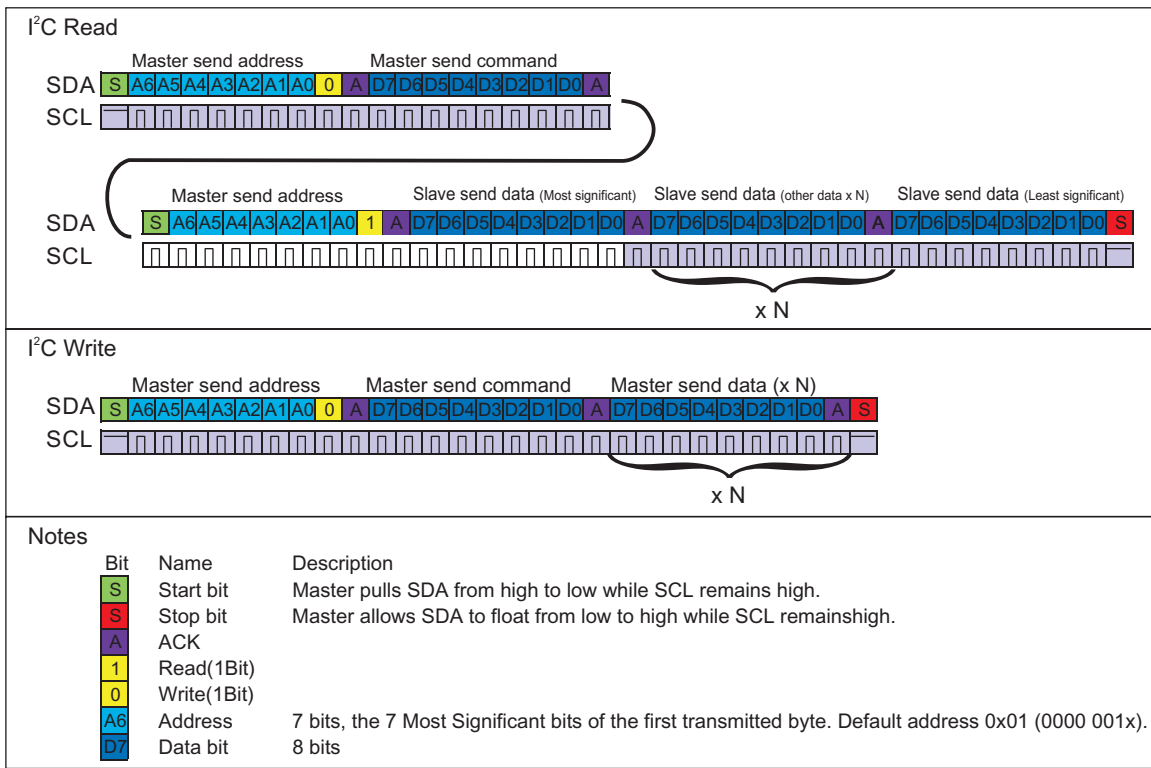 I²C Read
Master send address Master send command
SDA S A6 A5 A4 A3 A2 A1 A0 0 A D7 D6 D5 D4 D3 D2 D1 D0 A
SCL
Master send address Slave send data (Most significant) Slave send data (other data x N) Slave send data (Least significant)
SDA S A6 A5 A4 A3 A2 A1 A0 1 A D7 D6 D5 D4 D3 D2 D1 D0 A D7 D6 D5 D4 D3 D2 D1 D0 A D7 D6 D5 D4 D3 D2 D1 D0 S
SCL
x N
I²C Write
Master send address Master send command Master send data (x N)
SDA S A6 A5 A4 A3 A2 A1 A0 0 A D7 D6 D5 D4 D3 D2 D1 D0 A D7 D6 D5 D4 D3 D2 D1 D0 A S
SCL
x N
Notes
Bit Name Description
S Start bit Master pulls SDA from high to low while SCL remains high.
S Stop bit Master allows SDA to float from low to high while SCL remainshigh.
A ACK
1 Read(1Bit)
0 Write(1Bit)
A6 Address 7 bits, the 7 Most Significant bits of the first transmitted byte. Default address 0x01 (0000 001x).
D7 Data bit 8 bits